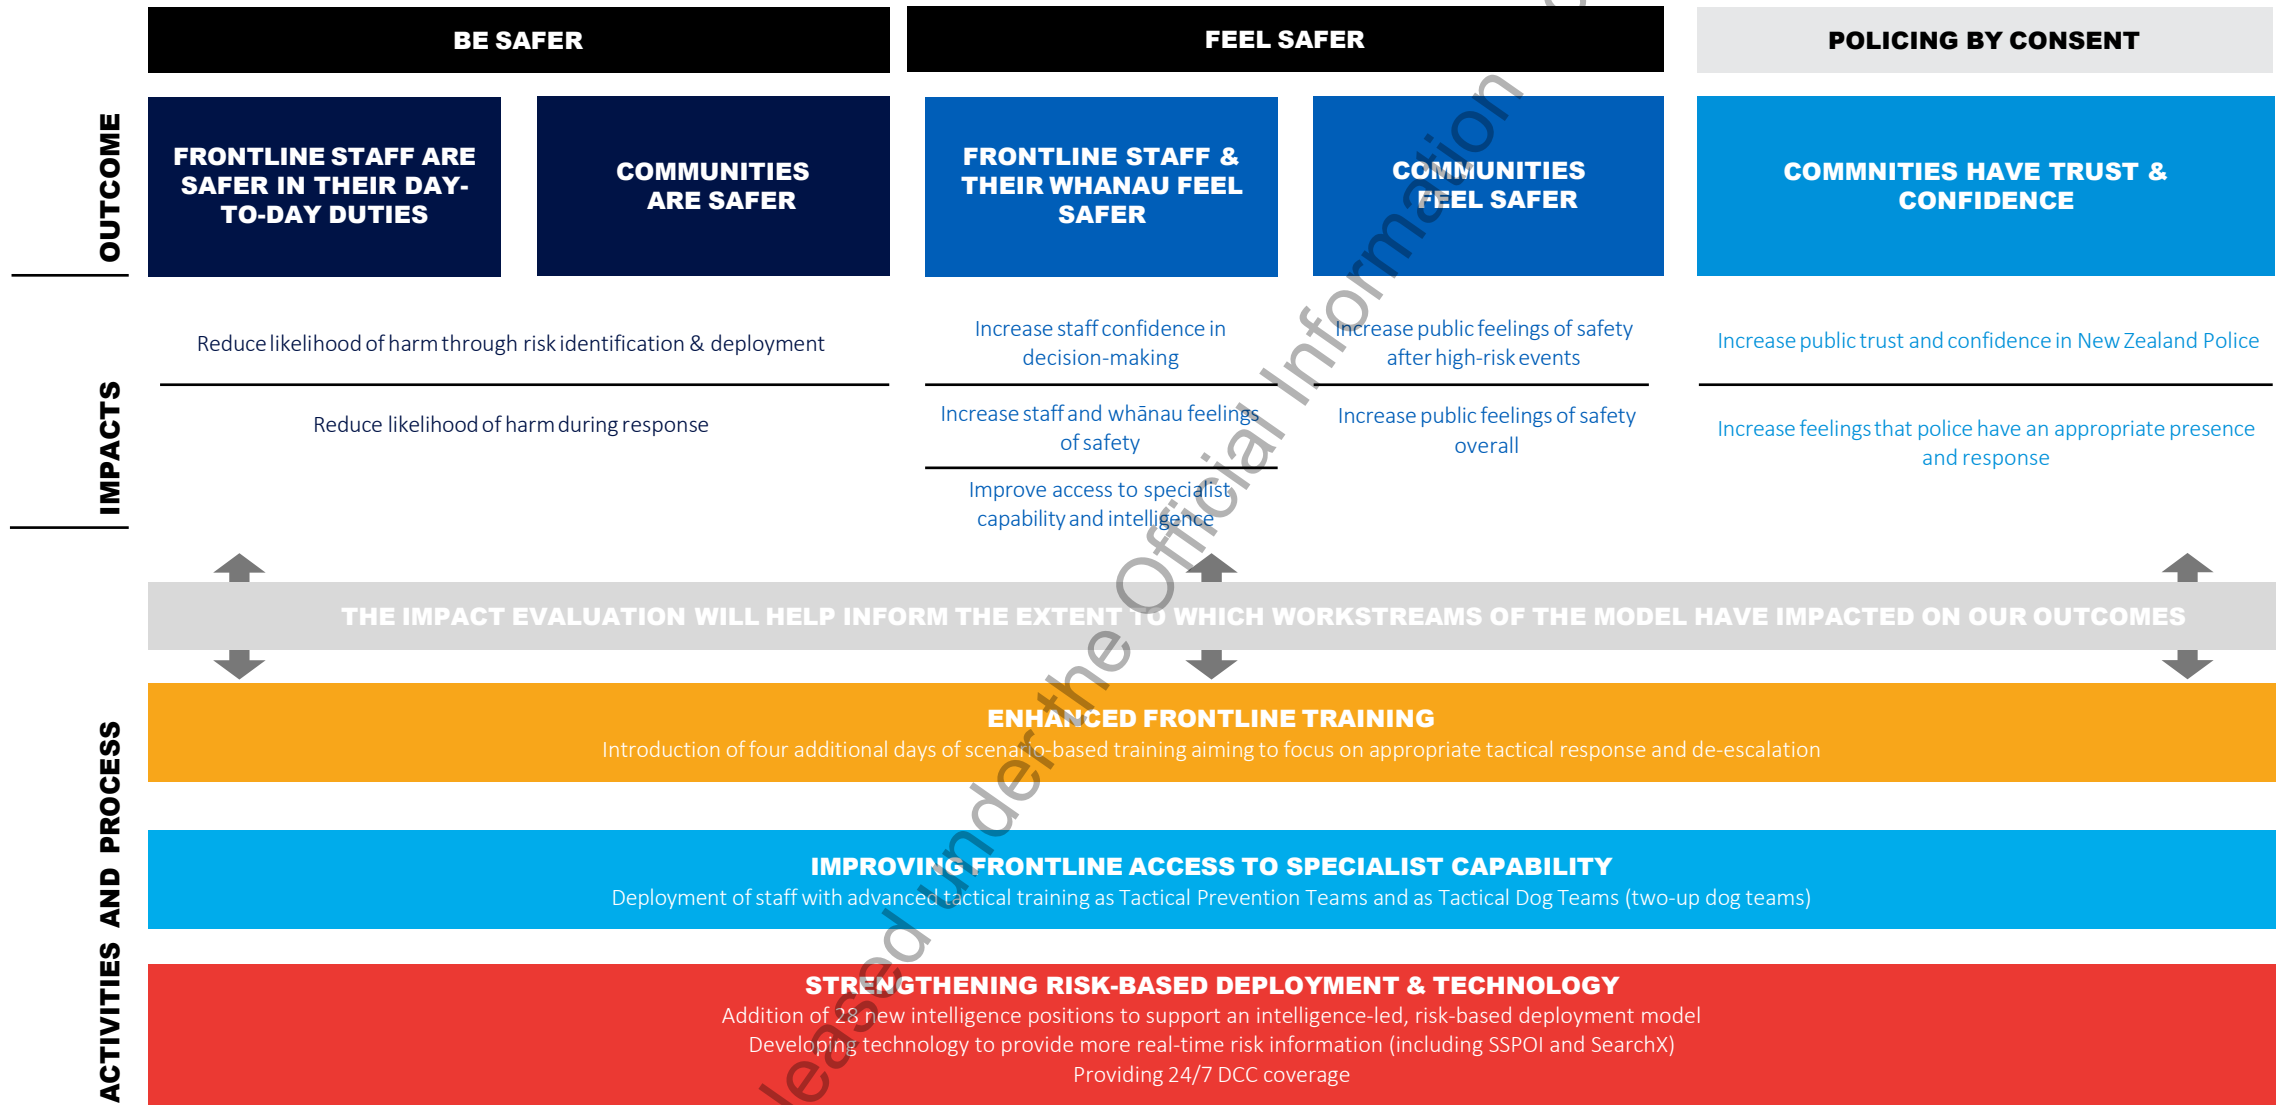 BE SAFER
FEEL SAFER
POLICING BY CONSENT
OUTCOME
FRONTLINE STAFF ARE
SAFER IN THEIR DAY-
TO-DAY DUTIES
COMMUNITIES
ARE SAFER
FRONTLINE STAFF &
THEIR WHANAU FEEL
SAFER
COMMUNITIES
FEEL SAFER
COMMNITIES HAVE TRUST &
CONFIDENCE
IMPACTS
Reduce likelihood of harm through risk identification & deployment
Reduce likelihood of harm during response
Increase staff confidence in
decision-making
Increase staff and whānau feelings
of safety
Improve access to specialist
capability and intelligence
Increase public feelings of safety
after high-risk events
Increase public feelings of safety
overall
Increase public trust and confidence in New Zealand Police
Increase feelings that police have an appropriate presence
and response
THE IMPACT EVALUATION WILL HELP INFORM THE EXTENT TO WHICH WORKSTREAMS OF THE MODEL HAVE IMPACTED ON OUR OUTCOMES
ACTIVITIES AND PROCESS
ENHANCED FRONTLINE TRAINING
Introduction of four additional days of scenario-based training aiming to focus on appropriate tactical response and de-escalation
IMPROVING FRONTLINE ACCESS TO SPECIALIST CAPABILITY
Deployment of staff with advanced tactical training as Tactical Prevention Teams and as Tactical Dog Teams (two-up dog teams)
STRENGTHENING RISK-BASED DEPLOYMENT & TECHNOLOGY
Addition of 28 new intelligence positions to support an intelligence-led, risk-based deployment model
Developing technology to provide more real-time risk information (including SSPOI and SearchX)
Providing 24/7 DCC coverage
leased under the Official Information